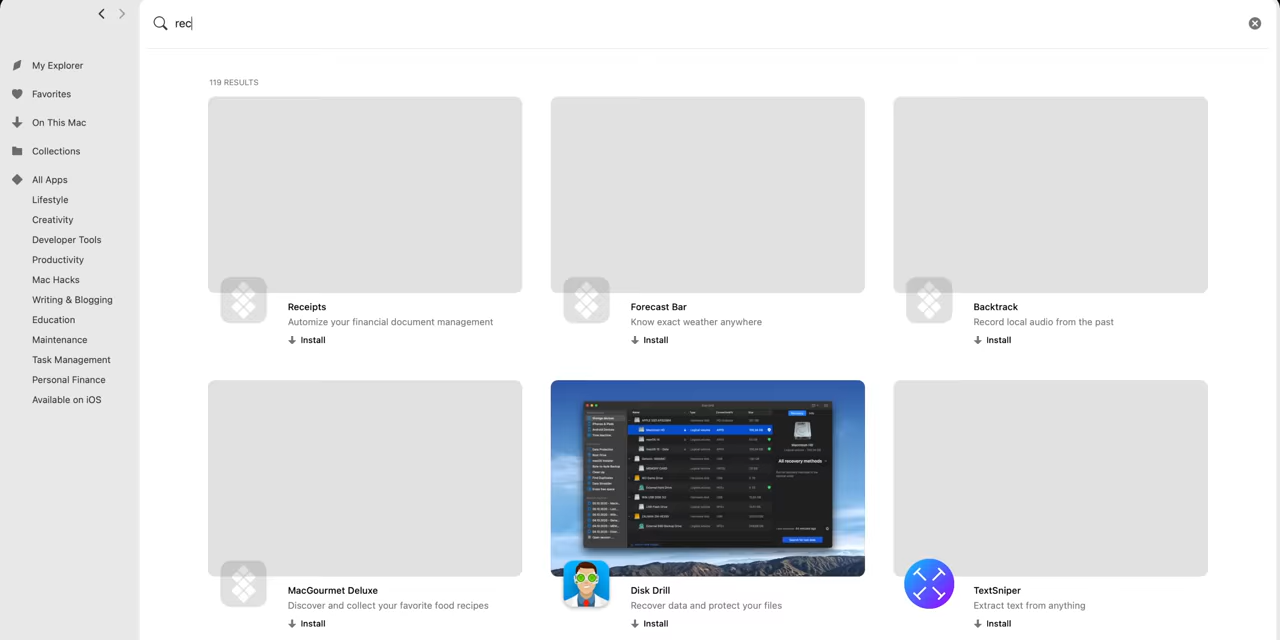 rec
My Explorer
Favorites
On This Mac
Collections
All Apps
Lifestyle
Creativity
Developer Tools
Productivity
Mac Hacks
Writing & Blogging
Education
Maintenance
Task Management
Personal Finance
Available on iOS
119 RESULTS
Receipts
Automize your financial document management
Install
Forecast Bar
Know exact weather anywhere
Install
Backtrack
Record local audio from the past
Install
MacGourmet Deluxe
Discover and collect your favorite food recipes
Install
All recovery methods
Disk Drill
Recover data and protect your files
Install
TextSniper
Extract text from anything
Install